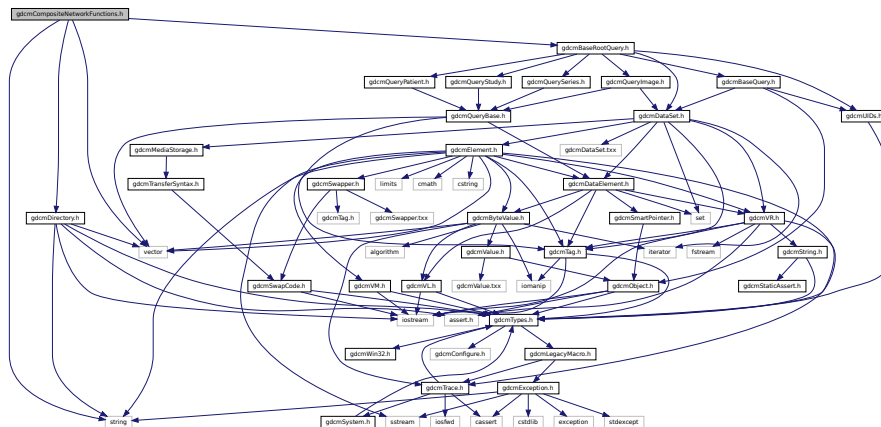 gdcmCompositeNetworkFunctions.h
gdcmBaseRootQuery.h
gdcmQueryPatient.h
gdcmQueryStudy.h
gdcmQuerySeries.h
gdcmQueryImage.h
gdcmBaseQuery.h
gdcmQueryBase.h
gdcmDataSet.h
gdcmUIDs.h
gdcmMediaStorage.h
gdcmElement.h
gdcmDataSet.txx
gdcmTransferSyntax.h
gdcmSwapper.h
limits
cmath
cstring
gdcmDataElement.h
gdcmDirectory.h
gdcmTag.h
gdcmSwapper.txx
gdcmByteValue.h
gdcmSmartPointer.h
set
gdcmVR.h
vector
algorithm
gdcmValue.h
gdcmTag.h
iterator
fstream
gdcmString.h
gdcmSwapCode.h
gdcmVM.h
gdcmVL.h
gdcmValue.txx
iomanip
gdcmObject.h
gdcmStaticAssert.h
iostream
assert.h
gdcmTypes.h
gdcmWin32.h
gdcmConfigure.h
gdcmLegacyMacro.h
gdcmTrace.h
gdcmException.h
string
gdcmSystem.h
sstream
iosfwd
cassert
cstdlib
exception
stdexcept